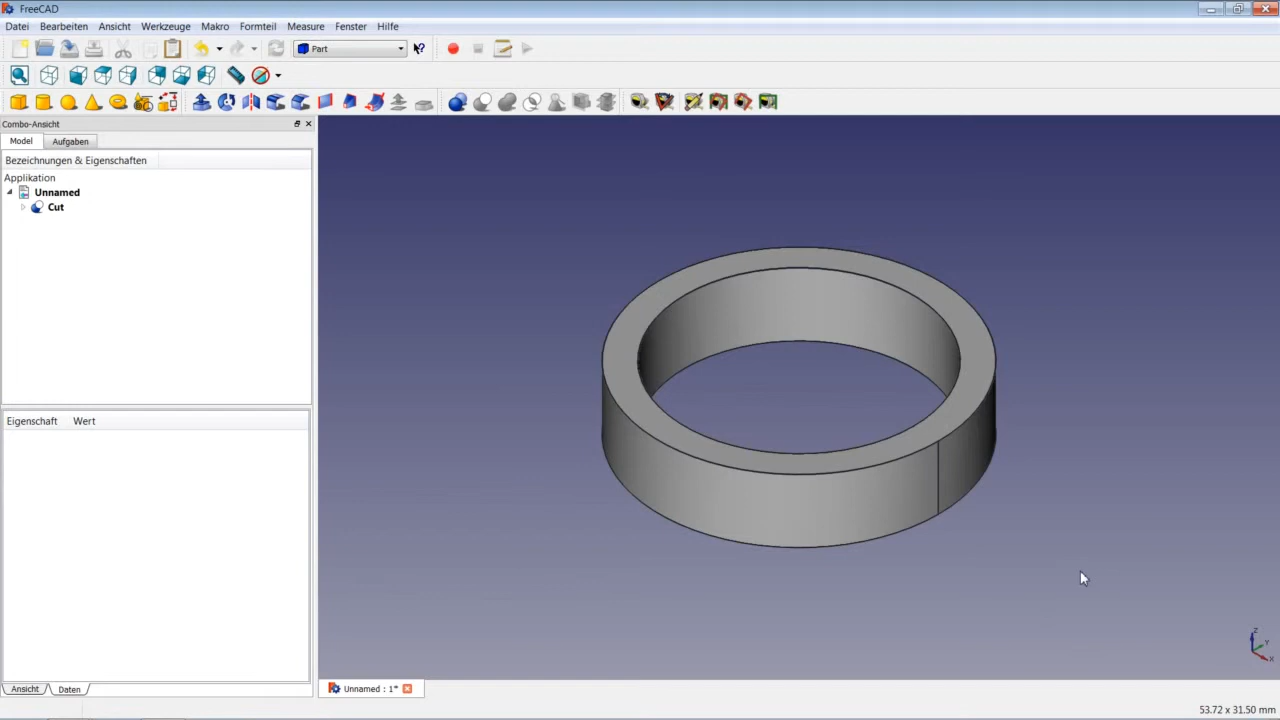 FreeCAD
Datei Bearbeiten Ansicht Werkzeuge Makro Formteil Measure Fenster Hilfe
Part
Combo-Ansicht
Model Aufgaben
Bezeichnungen & Eigenschaften
Applikation
Unnamed
Cut
Eigenschaft Wert
Z
Y
X
Ansicht Daten
Unnamed : 1*
53.72 x 31.50 mm